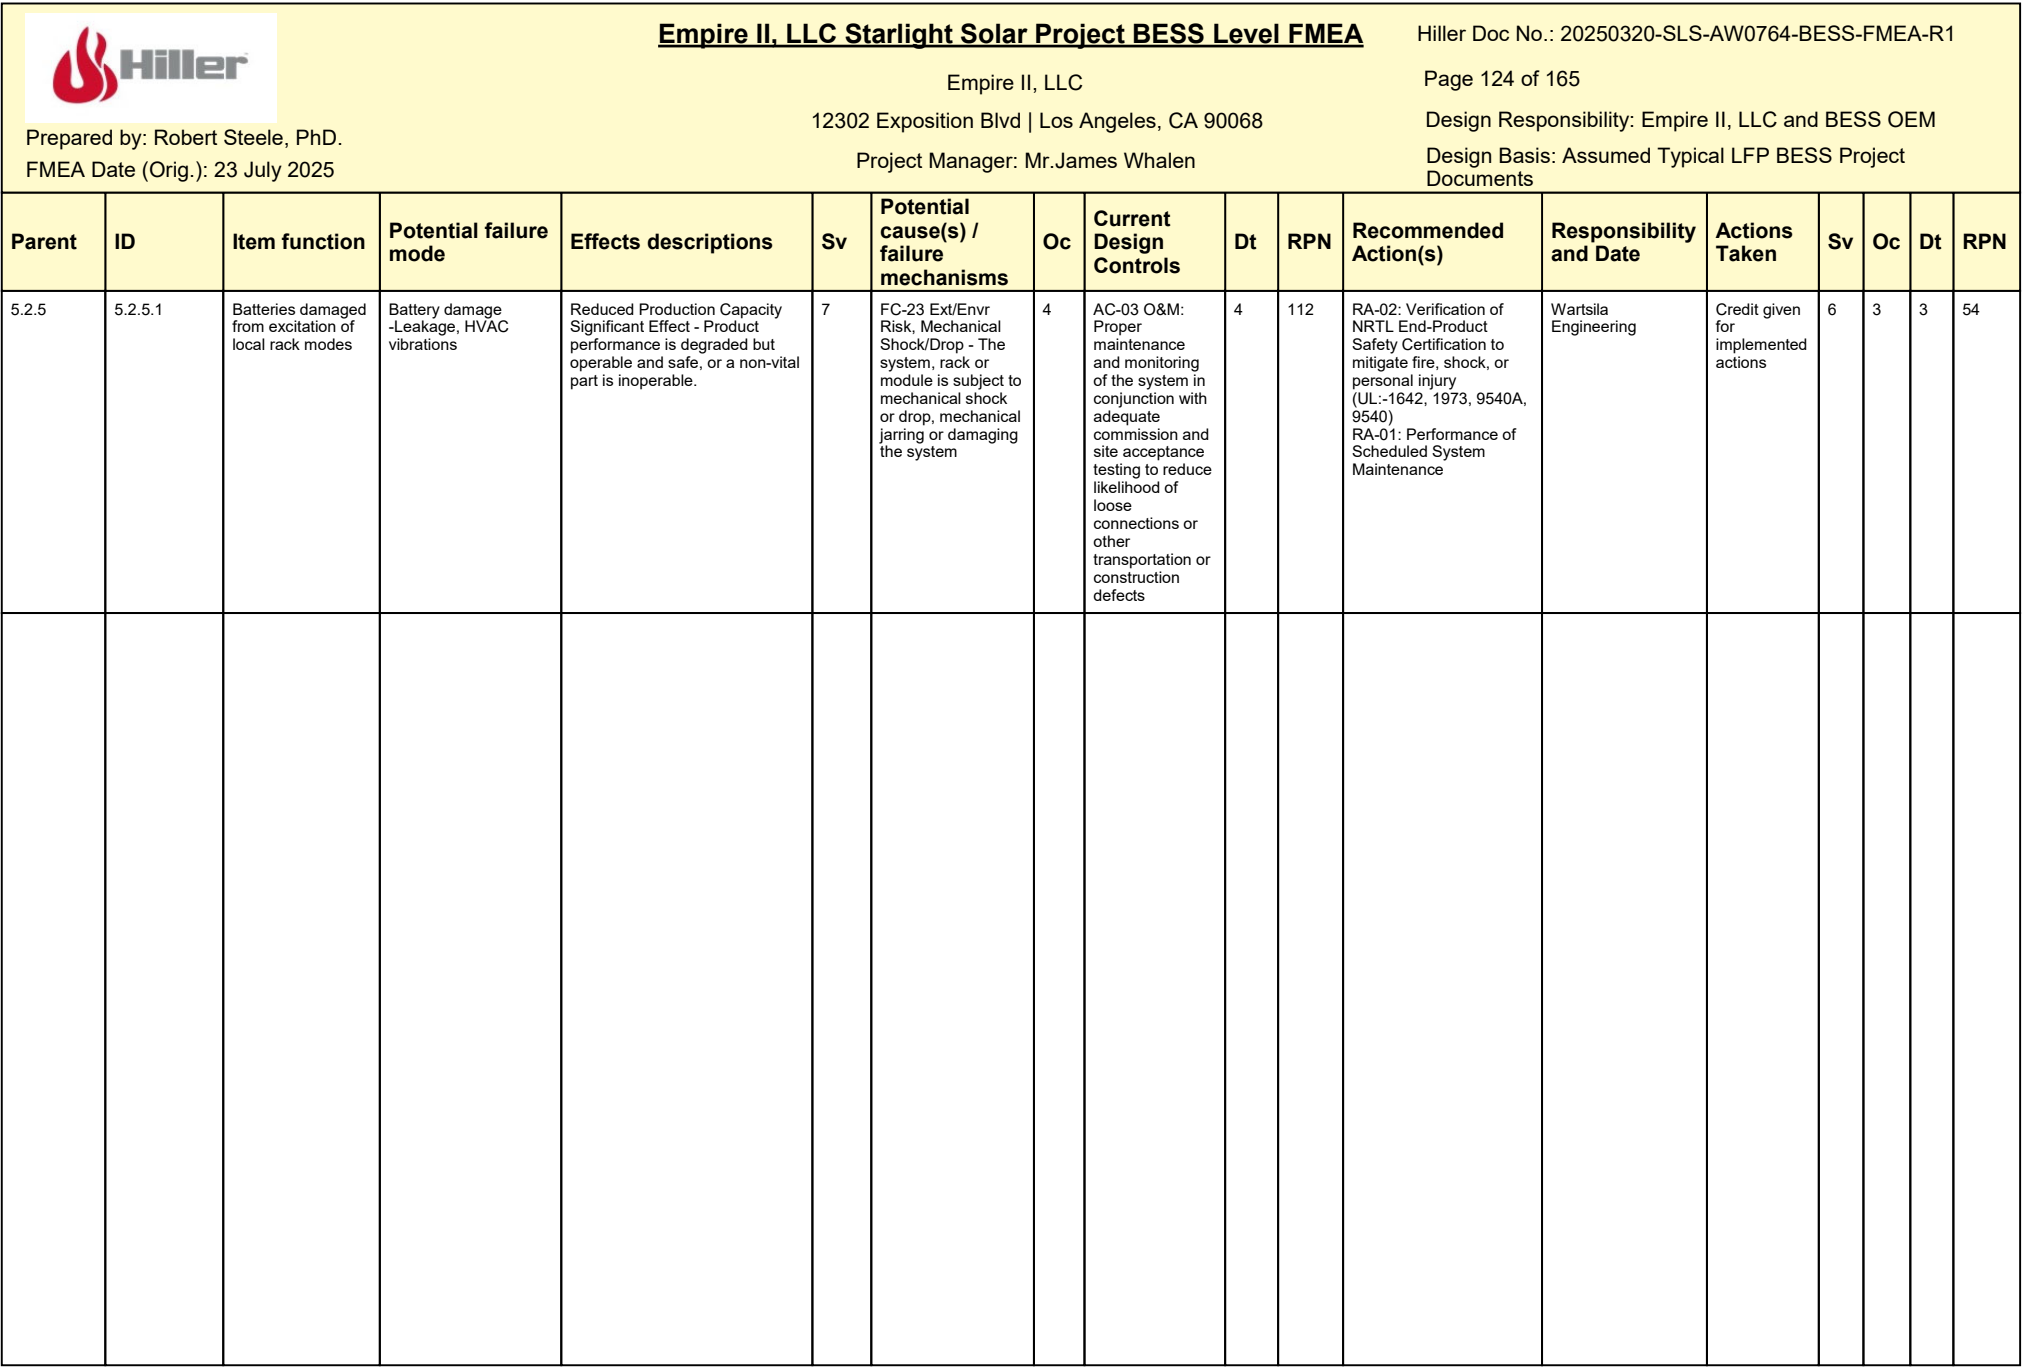 Hiller
Prepared by: Robert Steele, PhD.
FMEA Date (Orig.): 23 July 2025
Empire II, LLC Starlight Solar Project BESS Level FMEA
Empire II, LLC
12302 Exposition Blvd | Los Angeles, CA 90068
Project Manager: Mr.James Whalen
Hiller Doc No.: 20250320-SLS-AW0764-BESS-FMEA-R1
Page 124 of 165
Design Responsibility: Empire II, LLC and BESS OEM
Design Basis: Assumed Typical LFP BESS Project
Documents
Parent
ID
Item function
Potential failure
mode
Effects descriptions
Sv
Potential
cause(s) /
failure
mechanisms
Oc
Current
Design
Controls
Dt
RPN
Recommended
Action(s)
Responsibility
and Date
Actions
Taken
Sv
Oc
Dt
RPN
5.2.5
5.2.5.1
Batteries damaged
from excitation of
local rack modes
Battery damage
-Leakage, HVAC
vibrations
Reduced Production Capacity
Significant Effect - Product
performance is degraded but
operable and safe, or a non-vital
part is inoperable.
7
FC-23 Ext/Envr
Risk, Mechanical
Shock/Drop - The
system, rack or
module is subject to
mechanical shock
or drop, mechanical
jarring or damaging
the system
4
AC-03 O&M:
Proper
maintenance
and monitoring
of the system in
conjunction with
adequate
commission and
site acceptance
testing to reduce
likelihood of
loose
connections or
other
transportation or
construction
defects
4
112
RA-02: Verification of
NRTL End-Product
Safety Certification to
mitigate fire, shock, or
personal injury
(UL:-1642, 1973, 9540A,
9540)
RA-01: Performance of
Scheduled System
Maintenance
Wartsila
Engineering
Credit given
for
implemented
actions
6
3
3
54